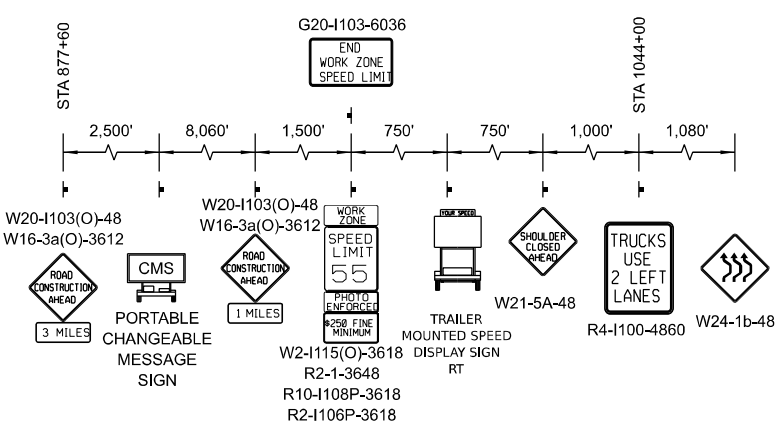 G20-I103-6036
END
WORK ZONE
SPEED LIMIT
STA 877+60
STA 1044+00
2,500' 8,060' 1,500' 750' 750' 1,000' 1,080'
W20-I103(O)-48
W16-3a(O)-3612
ROAD
CONSTRUCTION
AHEAD
3 MILES
CMS
PORTABLE
CHANGEABLE
MESSAGE
SIGN
W20-I103(O)-48
W16-3a(O)-3612
ROAD
CONSTRUCTION
AHEAD
1 MILES
WORK
ZONE
SPEED
LIMIT
55
PHOTO
ENFORCED
$250 FINE
MINIMUM
W2-I115(O)-3618
R2-1-3648
R10-I108P-3618
R2-I106P-3618
YOUR SPEED
TRAILER
MOUNTED SPEED
DISPLAY SIGN
RT
SHOULDER
CLOSED
AHEAD
W21-5A-48
TRUCKS
USE
2 LEFT
LANES
R4-I100-4860
W24-1b-48